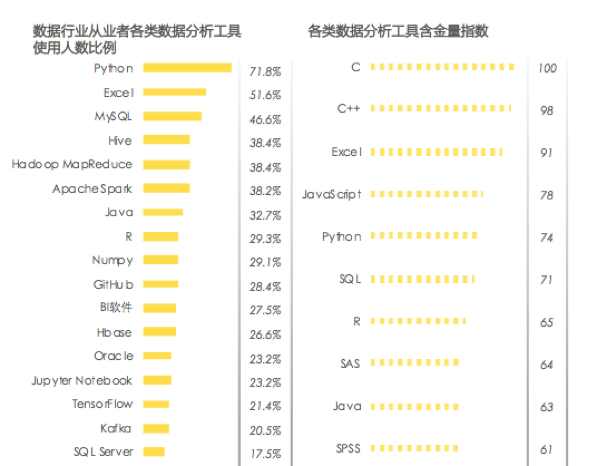 数据行业从业者各类数据分析工具
使用人数比例
Python 71.8%
Excel 51.6%
MySQL 46.6%
Hive 38.4%
Hadoop MapReduce 38.4%
Apache Spark 38.2%
Java 32.7%
R 29.3%
Numpy 29.1%
GitHub 28.4%
BI软件 27.5%
Hbase 26.6%
Oracle 23.2%
Jupyter Notebook 23.2%
TensorFlow 21.4%
Kafka 20.5%
SQL Server 17.5%
各类数据分析工具含金量指数
C 100
C++ 98
Excel 91
JavaScript 78
Python 74
SQL 71
R 65
SAS 64
Java 63
SPSS 61